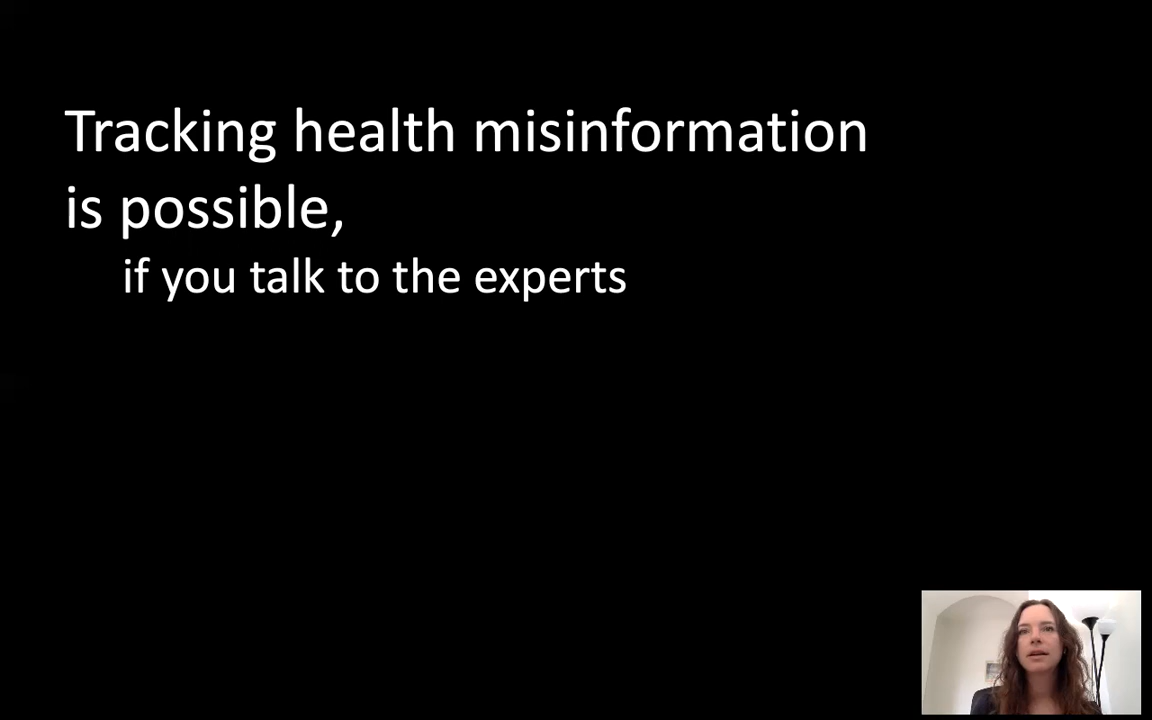 Tracking health misinformation
is possible,
if you talk to the experts